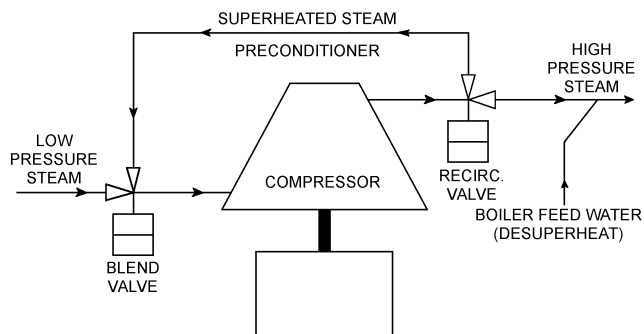 SUPERHEATED STEAM
PRECONDITIONER
HIGH
PRESSURE
STEAM
LOW
PRESSURE
STEAM
COMPRESSOR
RECIRC.
VALVE
BOILER FEED WATER
(DESUPERHEAT)
BLEND
VALVE